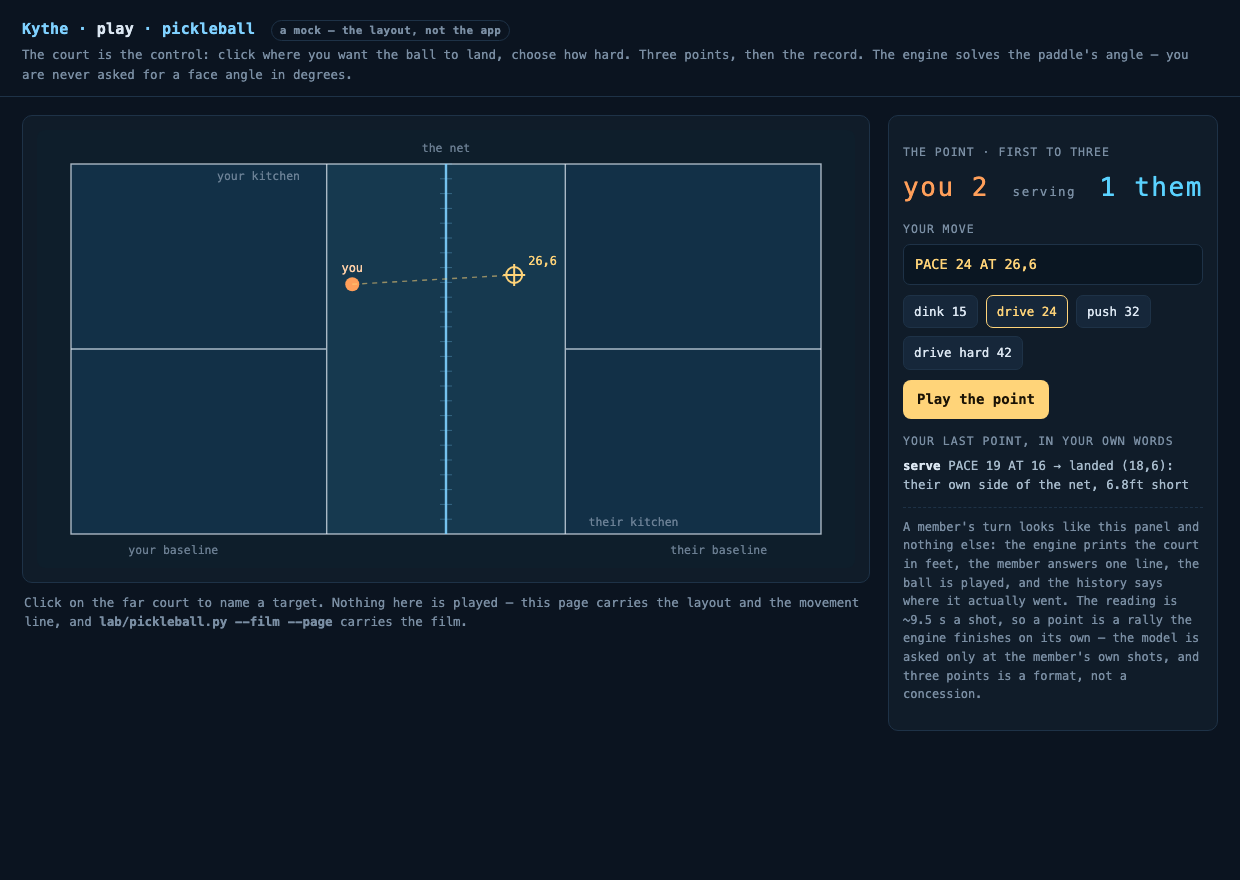 Kythe · play · pickleball a mock — the layout, not the app
The court is the control: click where you want the ball to land, choose how hard. Three points, then the record. The engine solves the paddle's angle — you
are never asked for a face angle in degrees.
the net
your kitchen
you
26,6
their kitchen
your baseline
their baseline
Click on the far court to name a target. Nothing here is played — this page carries the layout and the movement
line, and lab/pickleball.py --film --page carries the film.
THE POINT · FIRST TO THREE
you 2 serving 1 them
YOUR MOVE
PACE 24 AT 26,6
dink 15 drive 24 push 32
drive hard 42
Play the point
YOUR LAST POINT, IN YOUR OWN WORDS
serve PACE 19 AT 16 → landed (18,6):
their own side of the net, 6.8ft short
A member's turn looks like this panel and
nothing else: the engine prints the court
in feet, the member answers one line, the
ball is played, and the history says
where it actually went. The reading is
~9.5 s a shot, so a point is a rally the
engine finishes on its own — the model is
asked only at the member's own shots, and
three points is a format, not a
concession.